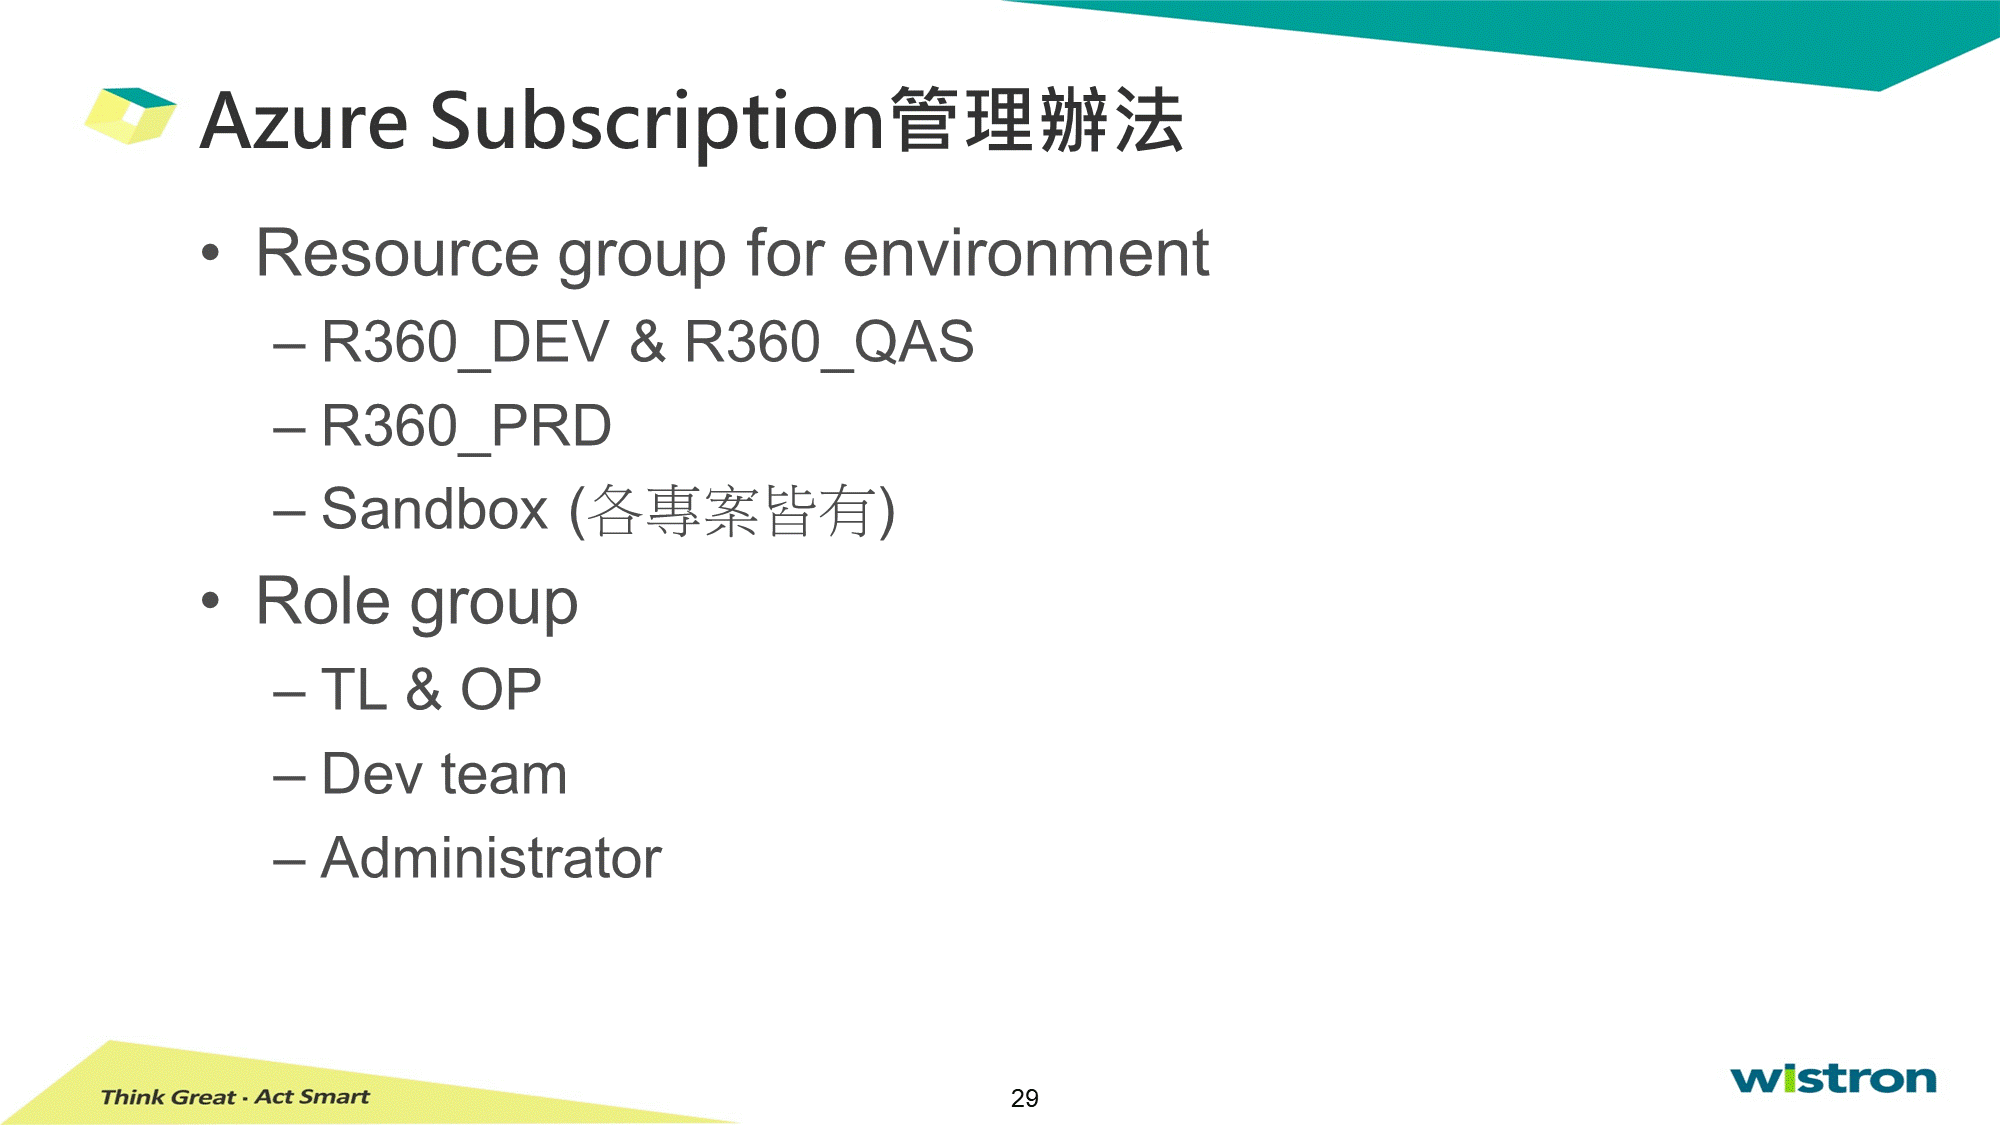 Azure Subscription管理辦法
• Resource group for environment
– R360_DEV & R360_QAS
– R360_PRD
– Sandbox (各專案皆有)
• Role group
– TL & OP
– Dev team
– Administrator
Think Great · Act Smart
29
wistron